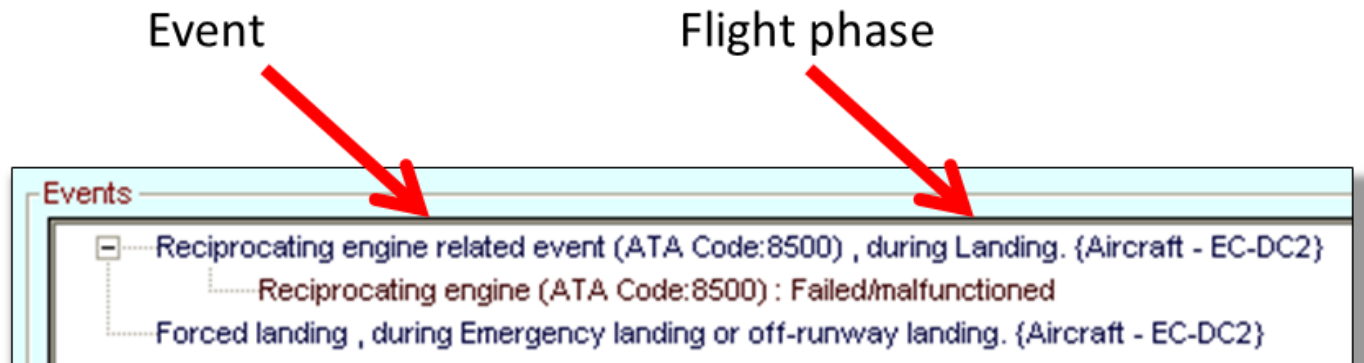 Event Flight phase
Events
Reciprocating engine related event (ATA Code:8500) , during Landing. {Aircraft - EC-DC2}
Reciprocating engine (ATA Code:8500) : Failed/malfunctioned
Forced landing , during Emergency landing or off-runway landing. {Aircraft - EC-DC2}